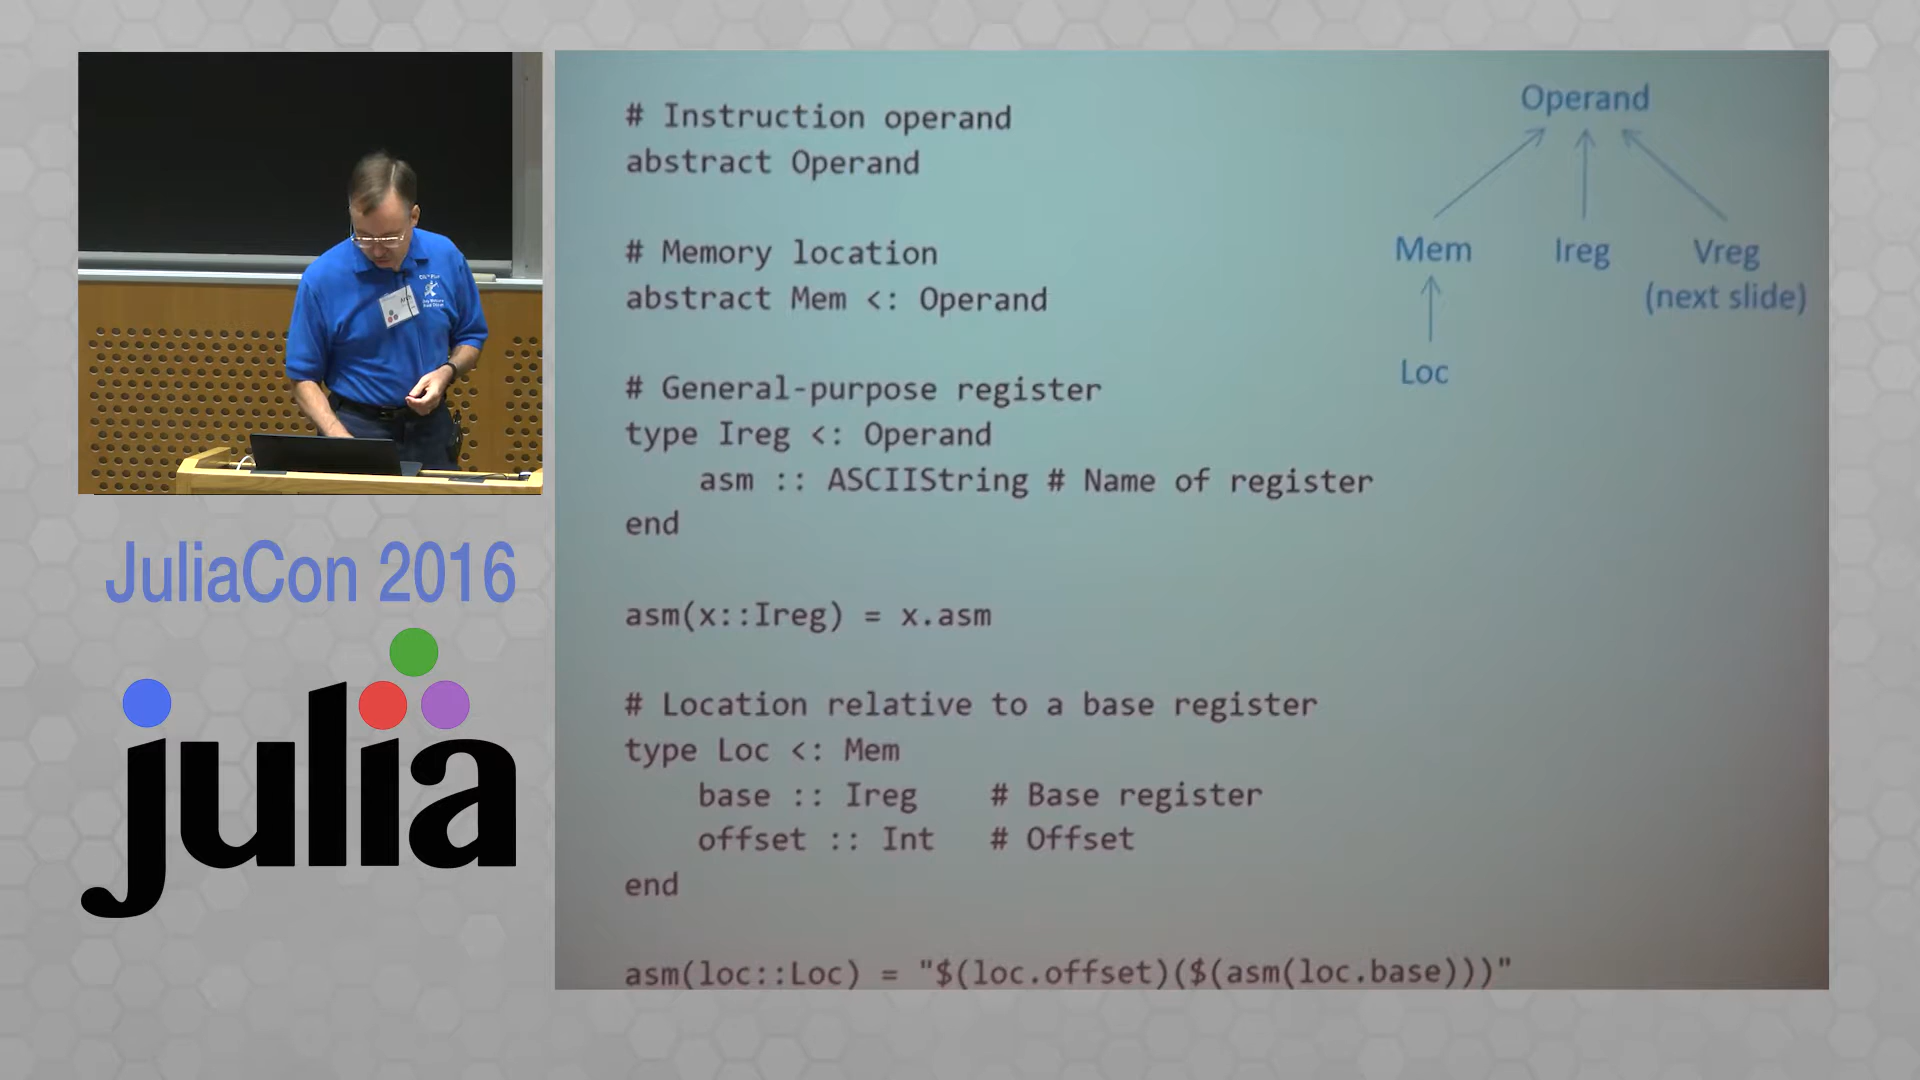 # Instruction operand
abstract Operand
# Memory location
abstract Mem <: Operand
# General-purpose register
type Ireg <: Operand
asm :: ASCIIString # Name of register
end
asm(x::Ireg) = x.asm
# Location relative to a base register
type Loc <: Mem
base :: Ireg # Base register
offset :: Int # Offset
end
asm(loc::Loc) = "$(loc.offset)($(asm(loc.base)))"
Operand
Mem Ireg Vreg
(next slide)
Loc
JuliaCon 2016
julia